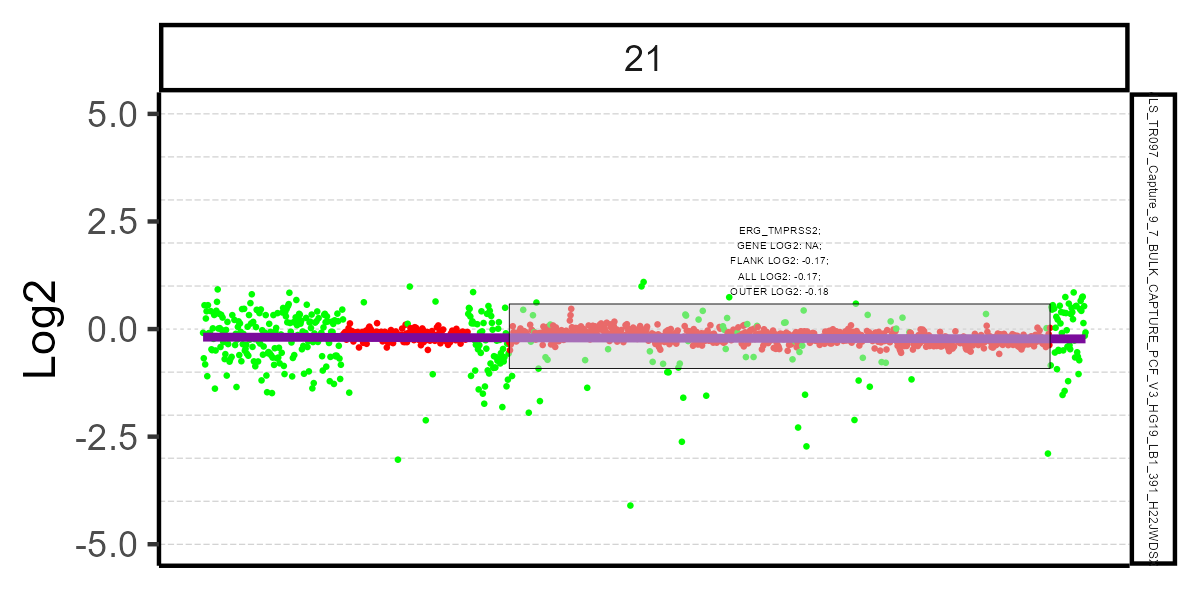 21
5.0
2.5
0.0
-2.5
-5.0
Log2
ERG_TMPRSS2;
GENE LOG2: NA;
FLANK LOG2: -0.17;
ALL LOG2: -0.17;
OUTER LOG2: -0.18
LS_TR097_Capture_9_7_BULK_CAPTURE_PCF_V3_HG19_LB1_391_H22JWDS